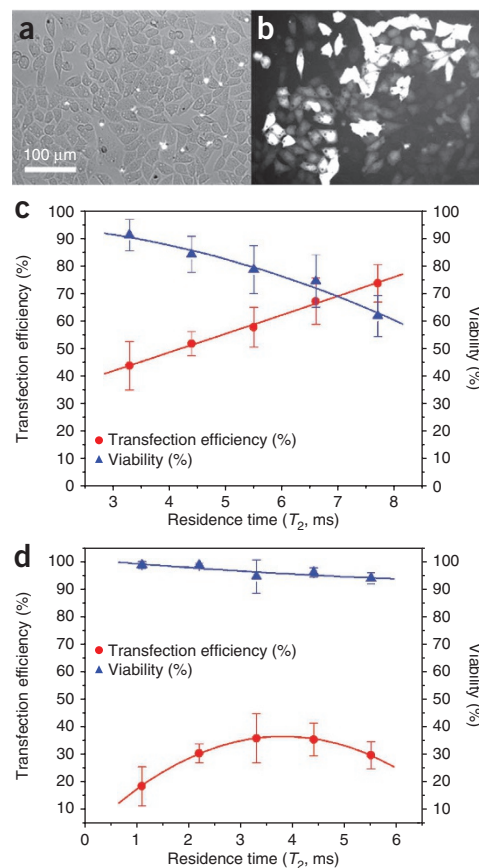 a
b
100 μm
c
100
90
80
70
60
50
40
30
20
10
0
Transfection efficiency (%)
100
90
80
70
60
50
40
30
20
10
0
Viability (%)
Transfection efficiency (%)
Viability (%)
3 4 5 6 7 8
Residence time (T2, ms)
d
100
90
80
70
60
50
40
30
20
10
Transfection efficiency (%)
100
90
80
70
60
50
40
30
20
10
Viability (%)
Transfection efficiency (%)
Viability (%)
0 1 2 3 4 5 6
Residence time (T2, ms)